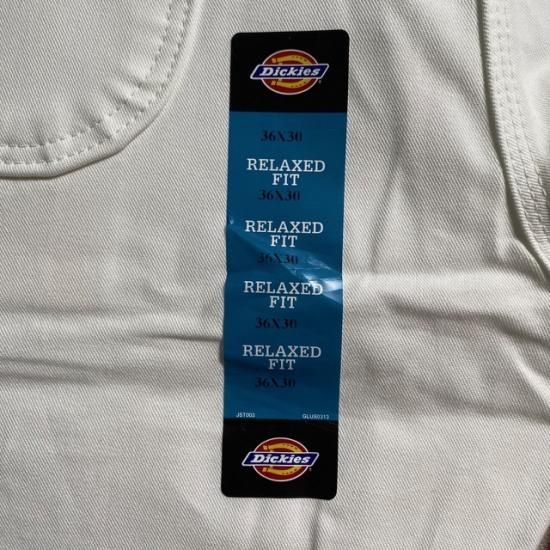 Dickies
36X30
RELAXED
FIT
36X30
RELAXED
FIT
36X30
RELAXED
FIT
36X30
RELAXED
FIT
36X30
JST003 GLUS0313
Dickies